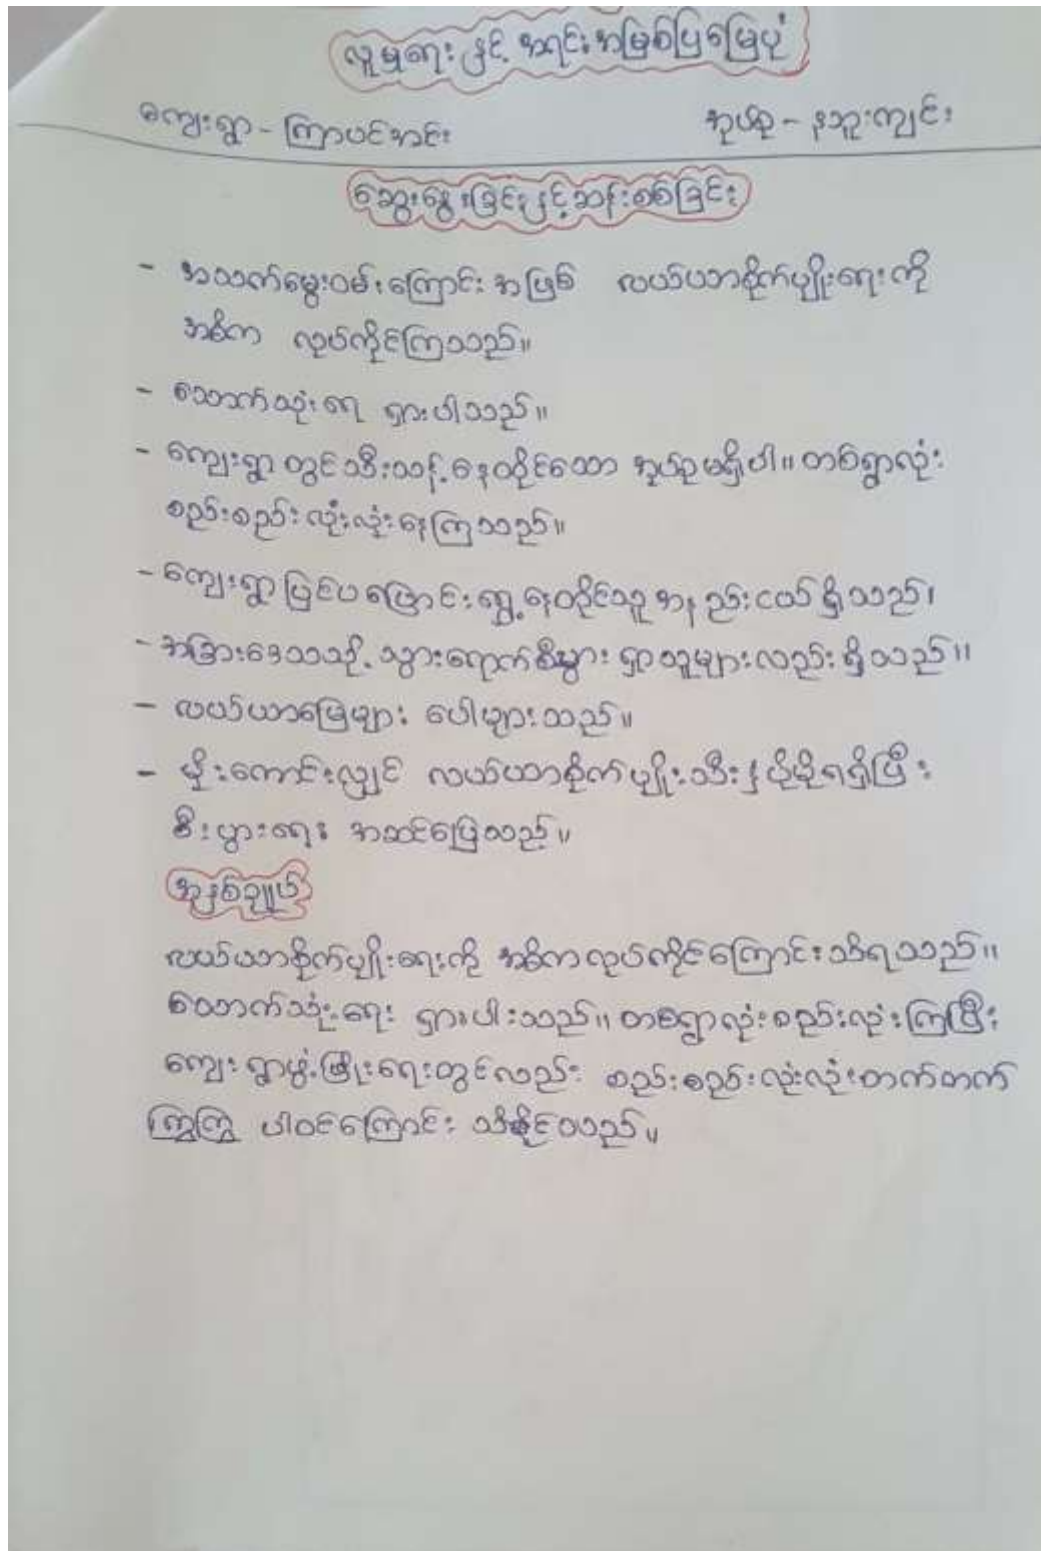 လူမှုရေး နှင့် အရင်းအမြစ်ပြမြေပုံ
ကျေးရွာ - ကြာပင်အင်း အုပ်စု - နဘူးကျင်း
ဆွေးနွေးခြင်းနှင့်ဆန်းစစ်ခြင်း
- အသက်မွေးဝမ်းကြောင်းအဖြစ် လယ်ယာစိုက်ပျိုးရေးကို
အဓိက လုပ်ကိုင်ကြသည်။
- သောက်သုံးရေ ရှားပါသည်။
- ကျေးရွာတွင်သီးသန့်နေထိုင်သော အုပ်စုမရှိပါ။ တစ်ရွာလုံး
စည်းစည်းလုံးလုံးနေကြသည်။
- ကျေးရွာပြင်ပပြောင်းရွှေ့နေထိုင်သူအနည်းငယ်ရှိသည်၊
- အခြားဒေသသို့ သွားရောက်စီးပွားရှာသူများလည်းရှိသည်။
- လယ်ယာမြေများ ပေါများသည်။
- မိုးကောင်းလျှင် လယ်ယာစိုက်ပျိုးသီးနှံပိုမိုရရှိပြီး
စီးပွားရေး အဆင်ပြေသည်။
အနှစ်ချုပ်
လယ်ယာစိုက်ပျိုးရေးကို အဓိကလုပ်ကိုင်ကြောင်းသိရသည်။
သောက်သုံးရေး ရှားပါးသည်။ တစ်ရွာလုံးစည်းလုံးကြပြီး
ကျေးရွာဖွံ့ဖြိုးရေးတွင်လည်း စည်းစည်းလုံးလုံးတက်တက်
ကြွကြွ ပါဝင်ကြောင်း သိနိုင်သည်။